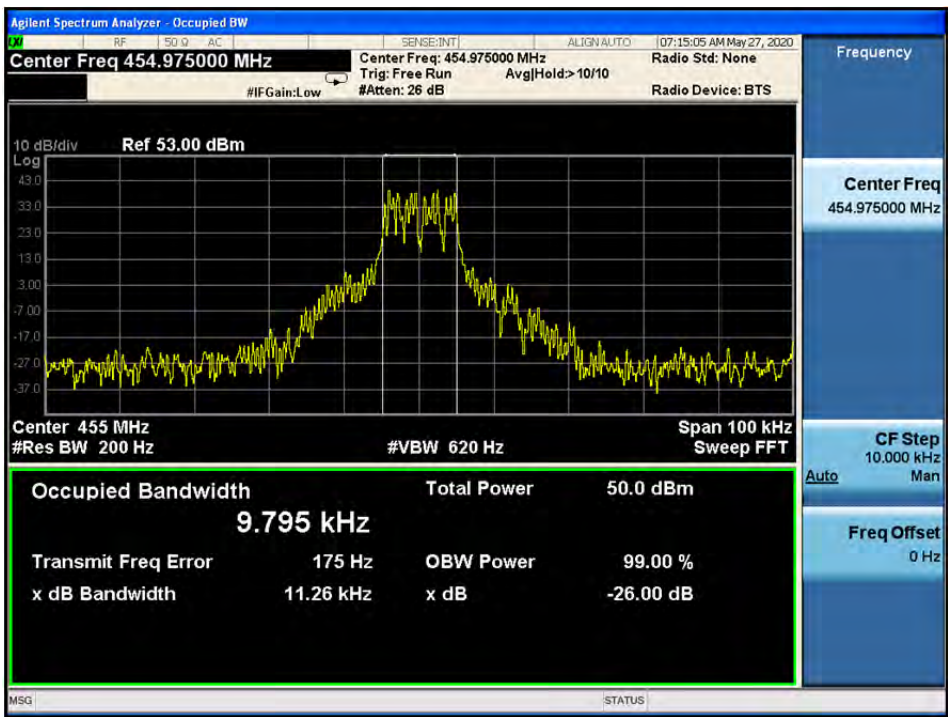 Agilent Spectrum Analyzer - Occupied BW
LXI RF 50 Ω AC SENSE:INT ALIGN AUTO 07:15:05 AM May 27, 2020
Center Freq 454.975000 MHz
Center Freq: 454.975000 MHz
Radio Std: None
Trig: Free Run Avg|Hold:>10/10
#IFGain:Low #Atten: 26 dB Radio Device: BTS
10 dB/div Ref 53.00 dBm
Log
43.0
33.0
23.0
13.0
3.00
-7.00
-17.0
-27.0
-37.0
Center 455 MHz Span 100 kHz
#Res BW 200 Hz #VBW 620 Hz Sweep FFT
Occupied Bandwidth Total Power 50.0 dBm
9.795 kHz
Transmit Freq Error 175 Hz OBW Power 99.00 %
x dB Bandwidth 11.26 kHz x dB -26.00 dB
MSG STATUS
Frequency
Center Freq
454.975000 MHz
CF Step
10.000 kHz
Auto Man
Freq Offset
0 Hz